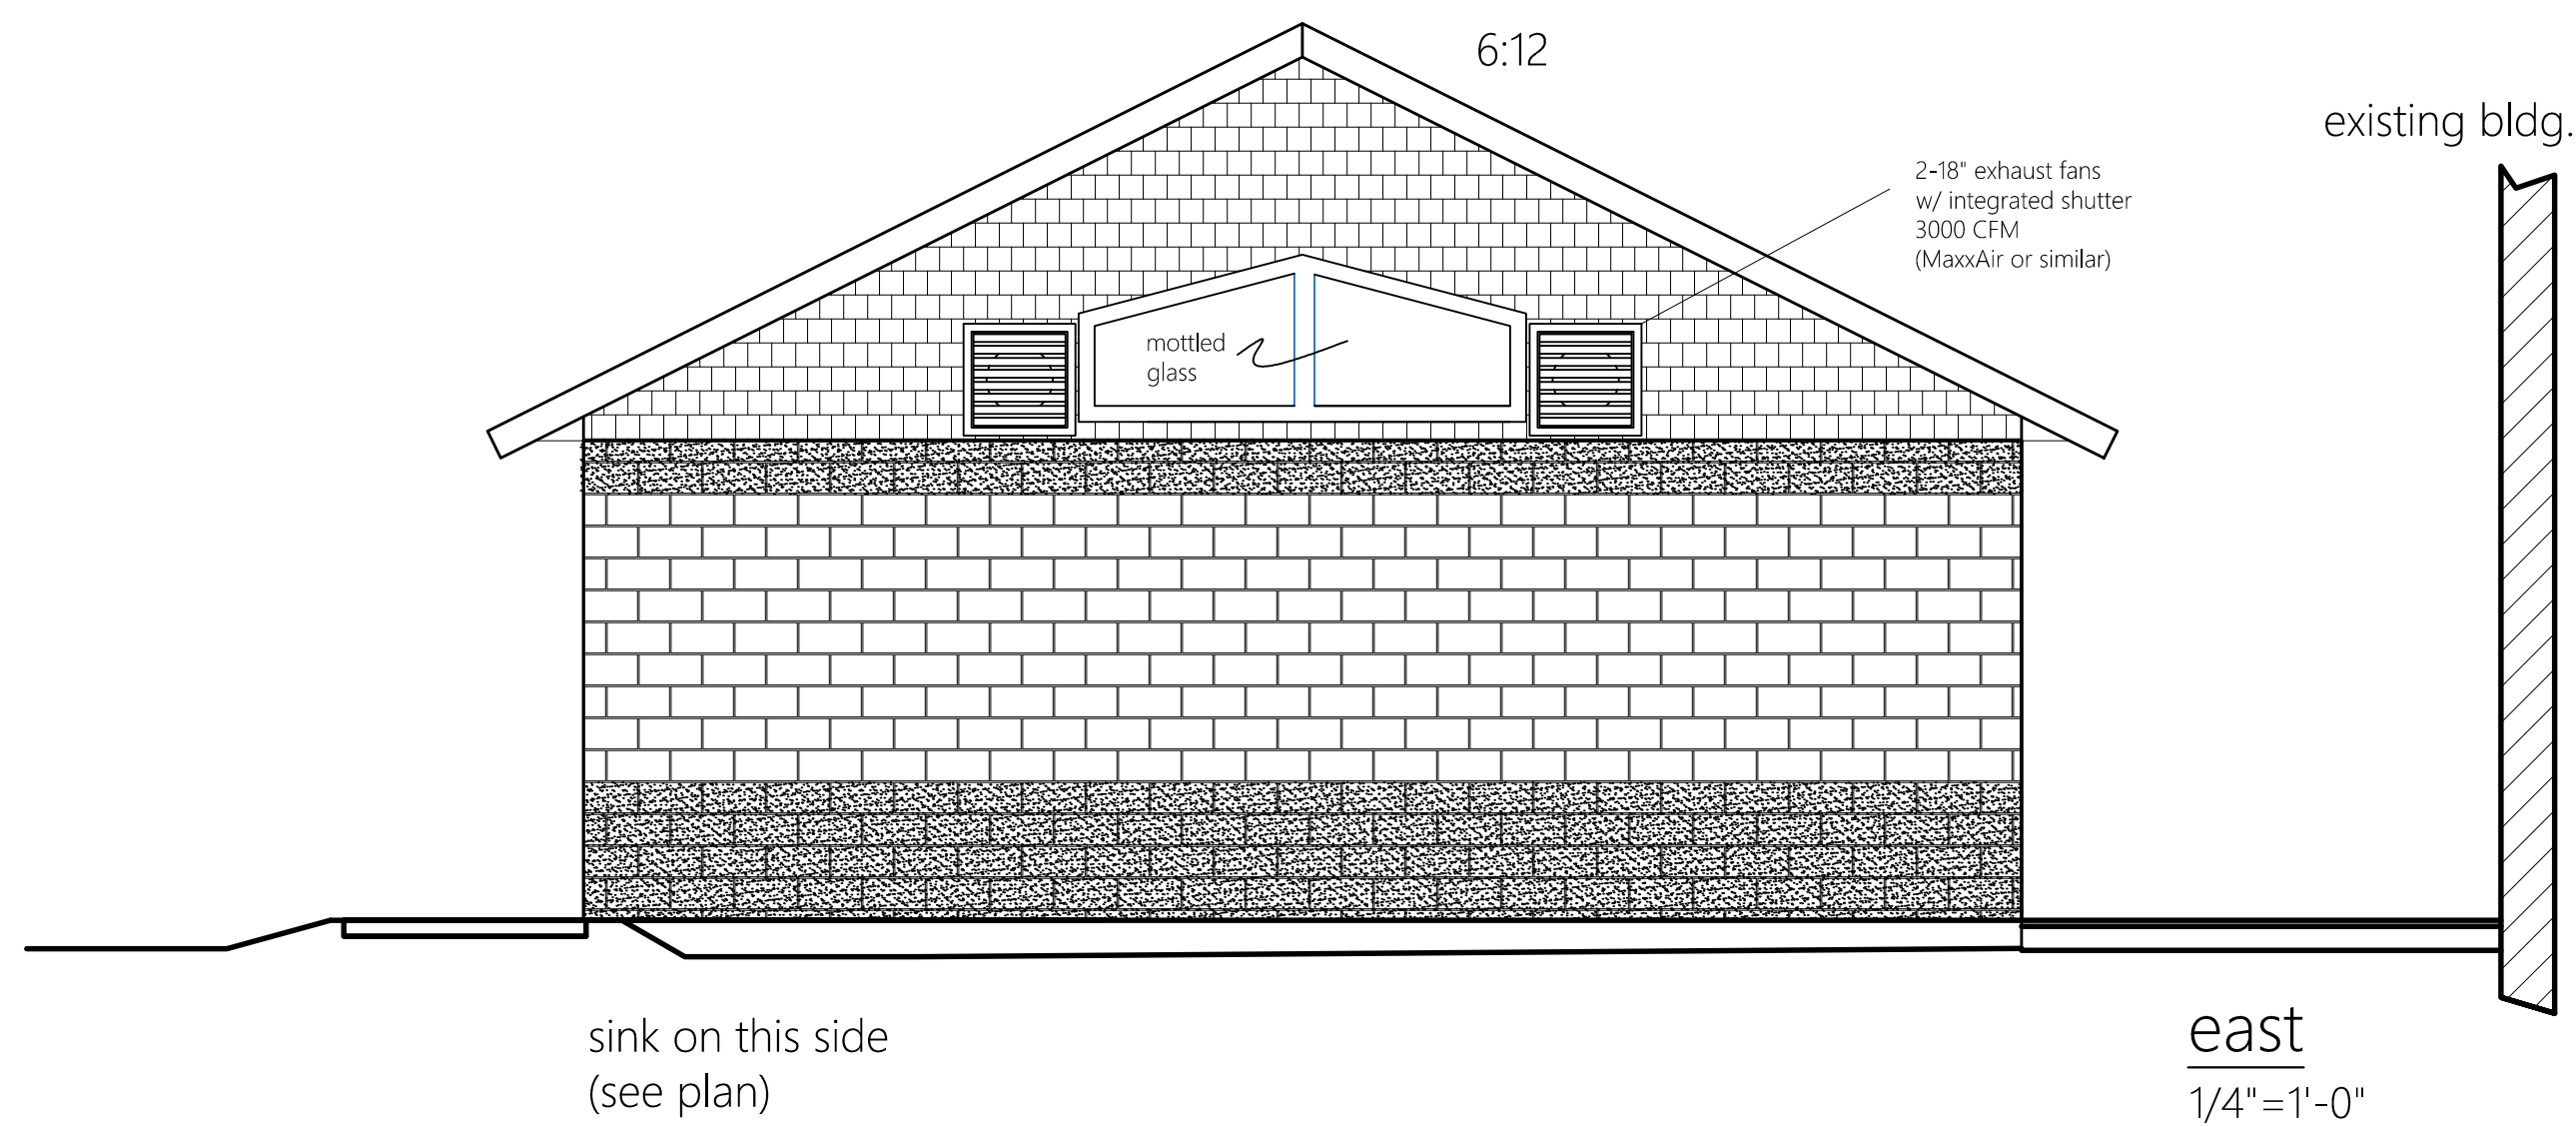 6:12
existing bldg.
2-18" exhaust fans
w/ integrated shutter
3000 CFM
(MaxxAir or similar)
mottled
glass
sink on this side
(see plan)
east
1/4"=1'-0"